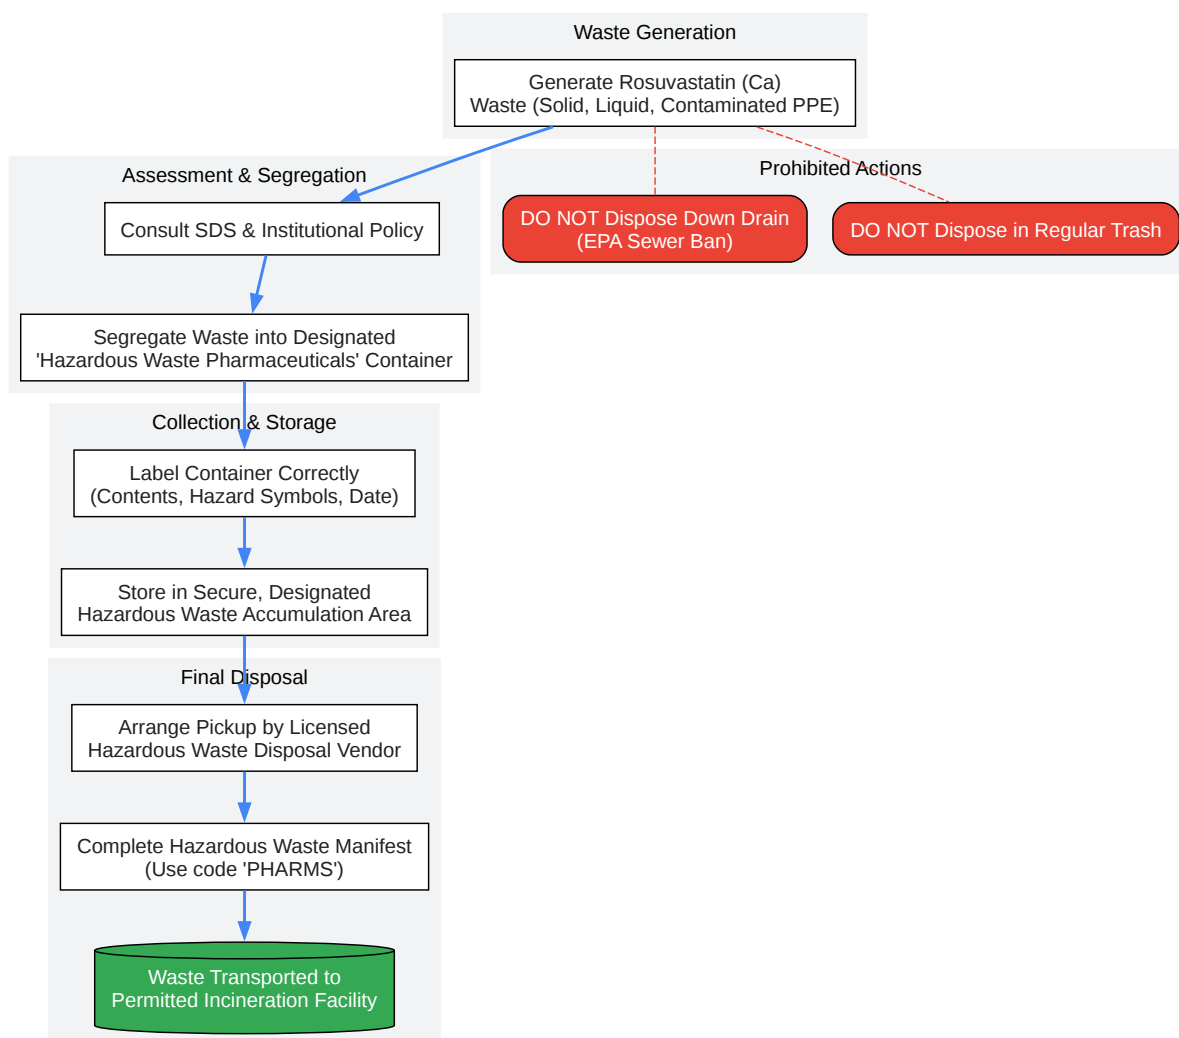 Waste Generation
Generate Rosuvastatin (Ca)
Waste (Solid, Liquid, Contaminated PPE)
Assessment & Segregation
Consult SDS & Institutional Policy
Segregate Waste into Designated
'Hazardous Waste Pharmaceuticals' Container
Prohibited Actions
DO NOT Dispose Down Drain
(EPA Sewer Ban)
DO NOT Dispose in Regular Trash
Collection & Storage
Label Container Correctly
(Contents, Hazard Symbols, Date)
Store in Secure, Designated
Hazardous Waste Accumulation Area
Final Disposal
Arrange Pickup by Licensed
Hazardous Waste Disposal Vendor
Complete Hazardous Waste Manifest
(Use code 'PHARMS')
Waste Transported to
Permitted Incineration Facility